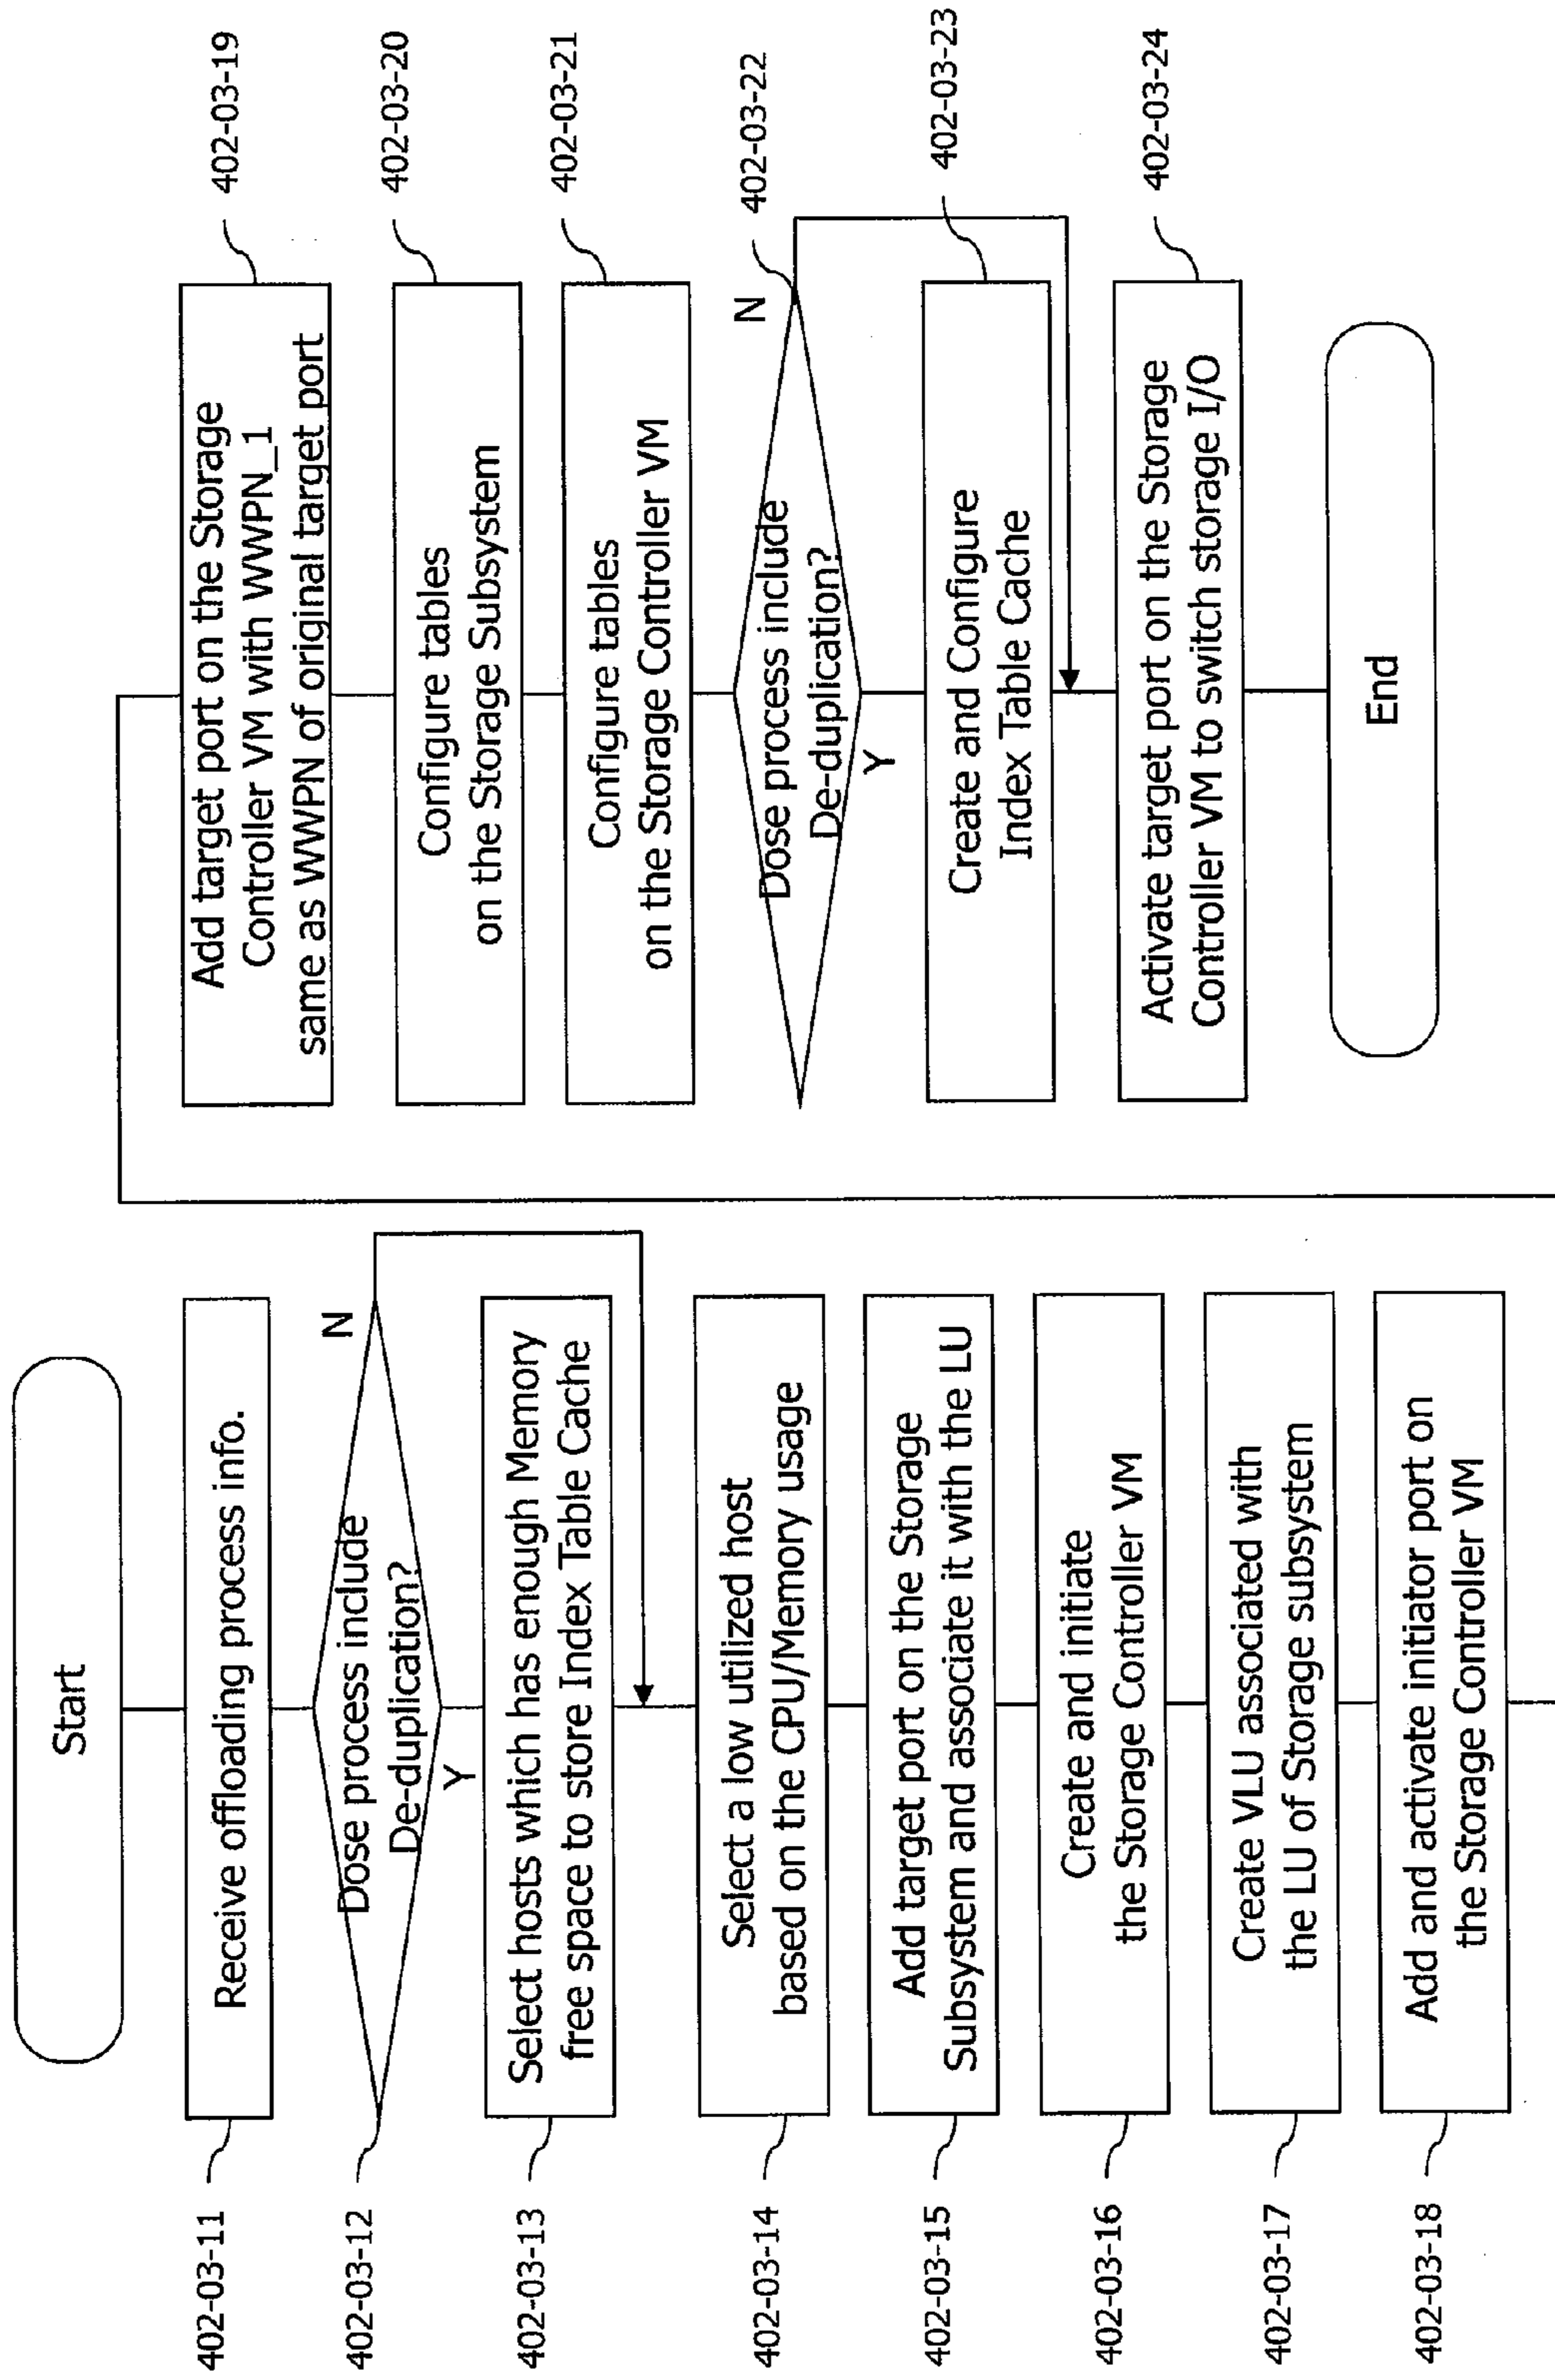 Start
402-03-11
Receive offloading process info.
402-03-12
Dose process include
De-duplication?
N
Y
402-03-13
Select hosts which has enough Memory
free space to store Index Table Cache
402-03-14
Select a low utilized host
based on the CPU/Memory usage
402-03-15
Add target port on the Storage
Subsystem and associate it with the LU
402-03-16
Create and initiate
the Storage Controller VM
402-03-17
Create VLU associated with
the LU of Storage subsystem
402-03-18
Add and activate initiator port on
the Storage Controller VM
Add target port on the Storage
Controller VM with WWPN_1
same as WWPN of original target port
402-03-19
Configure tables
on the Storage Subsystem
402-03-20
Configure tables
on the Storage Controller VM
402-03-21
Dose process include
De-duplication?
N
402-03-22
Y
Create and Configure
Index Table Cache
402-03-23
Activate target port on the Storage
Controller VM to switch storage I/O
402-03-24
End